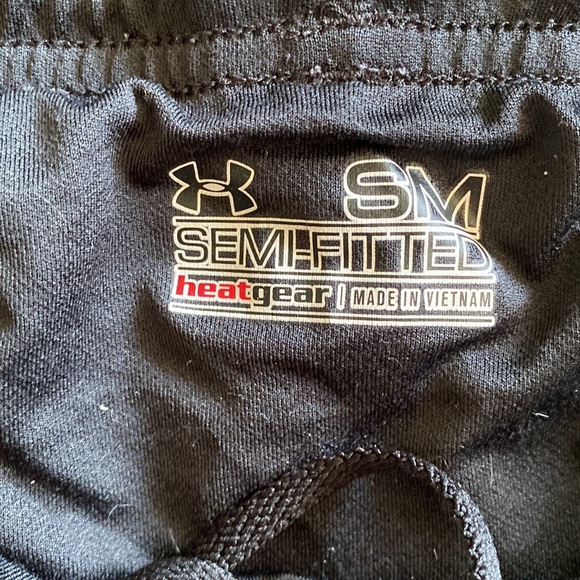 SM
SEMI-FITTED
heatgear | MADE IN VIETNAM